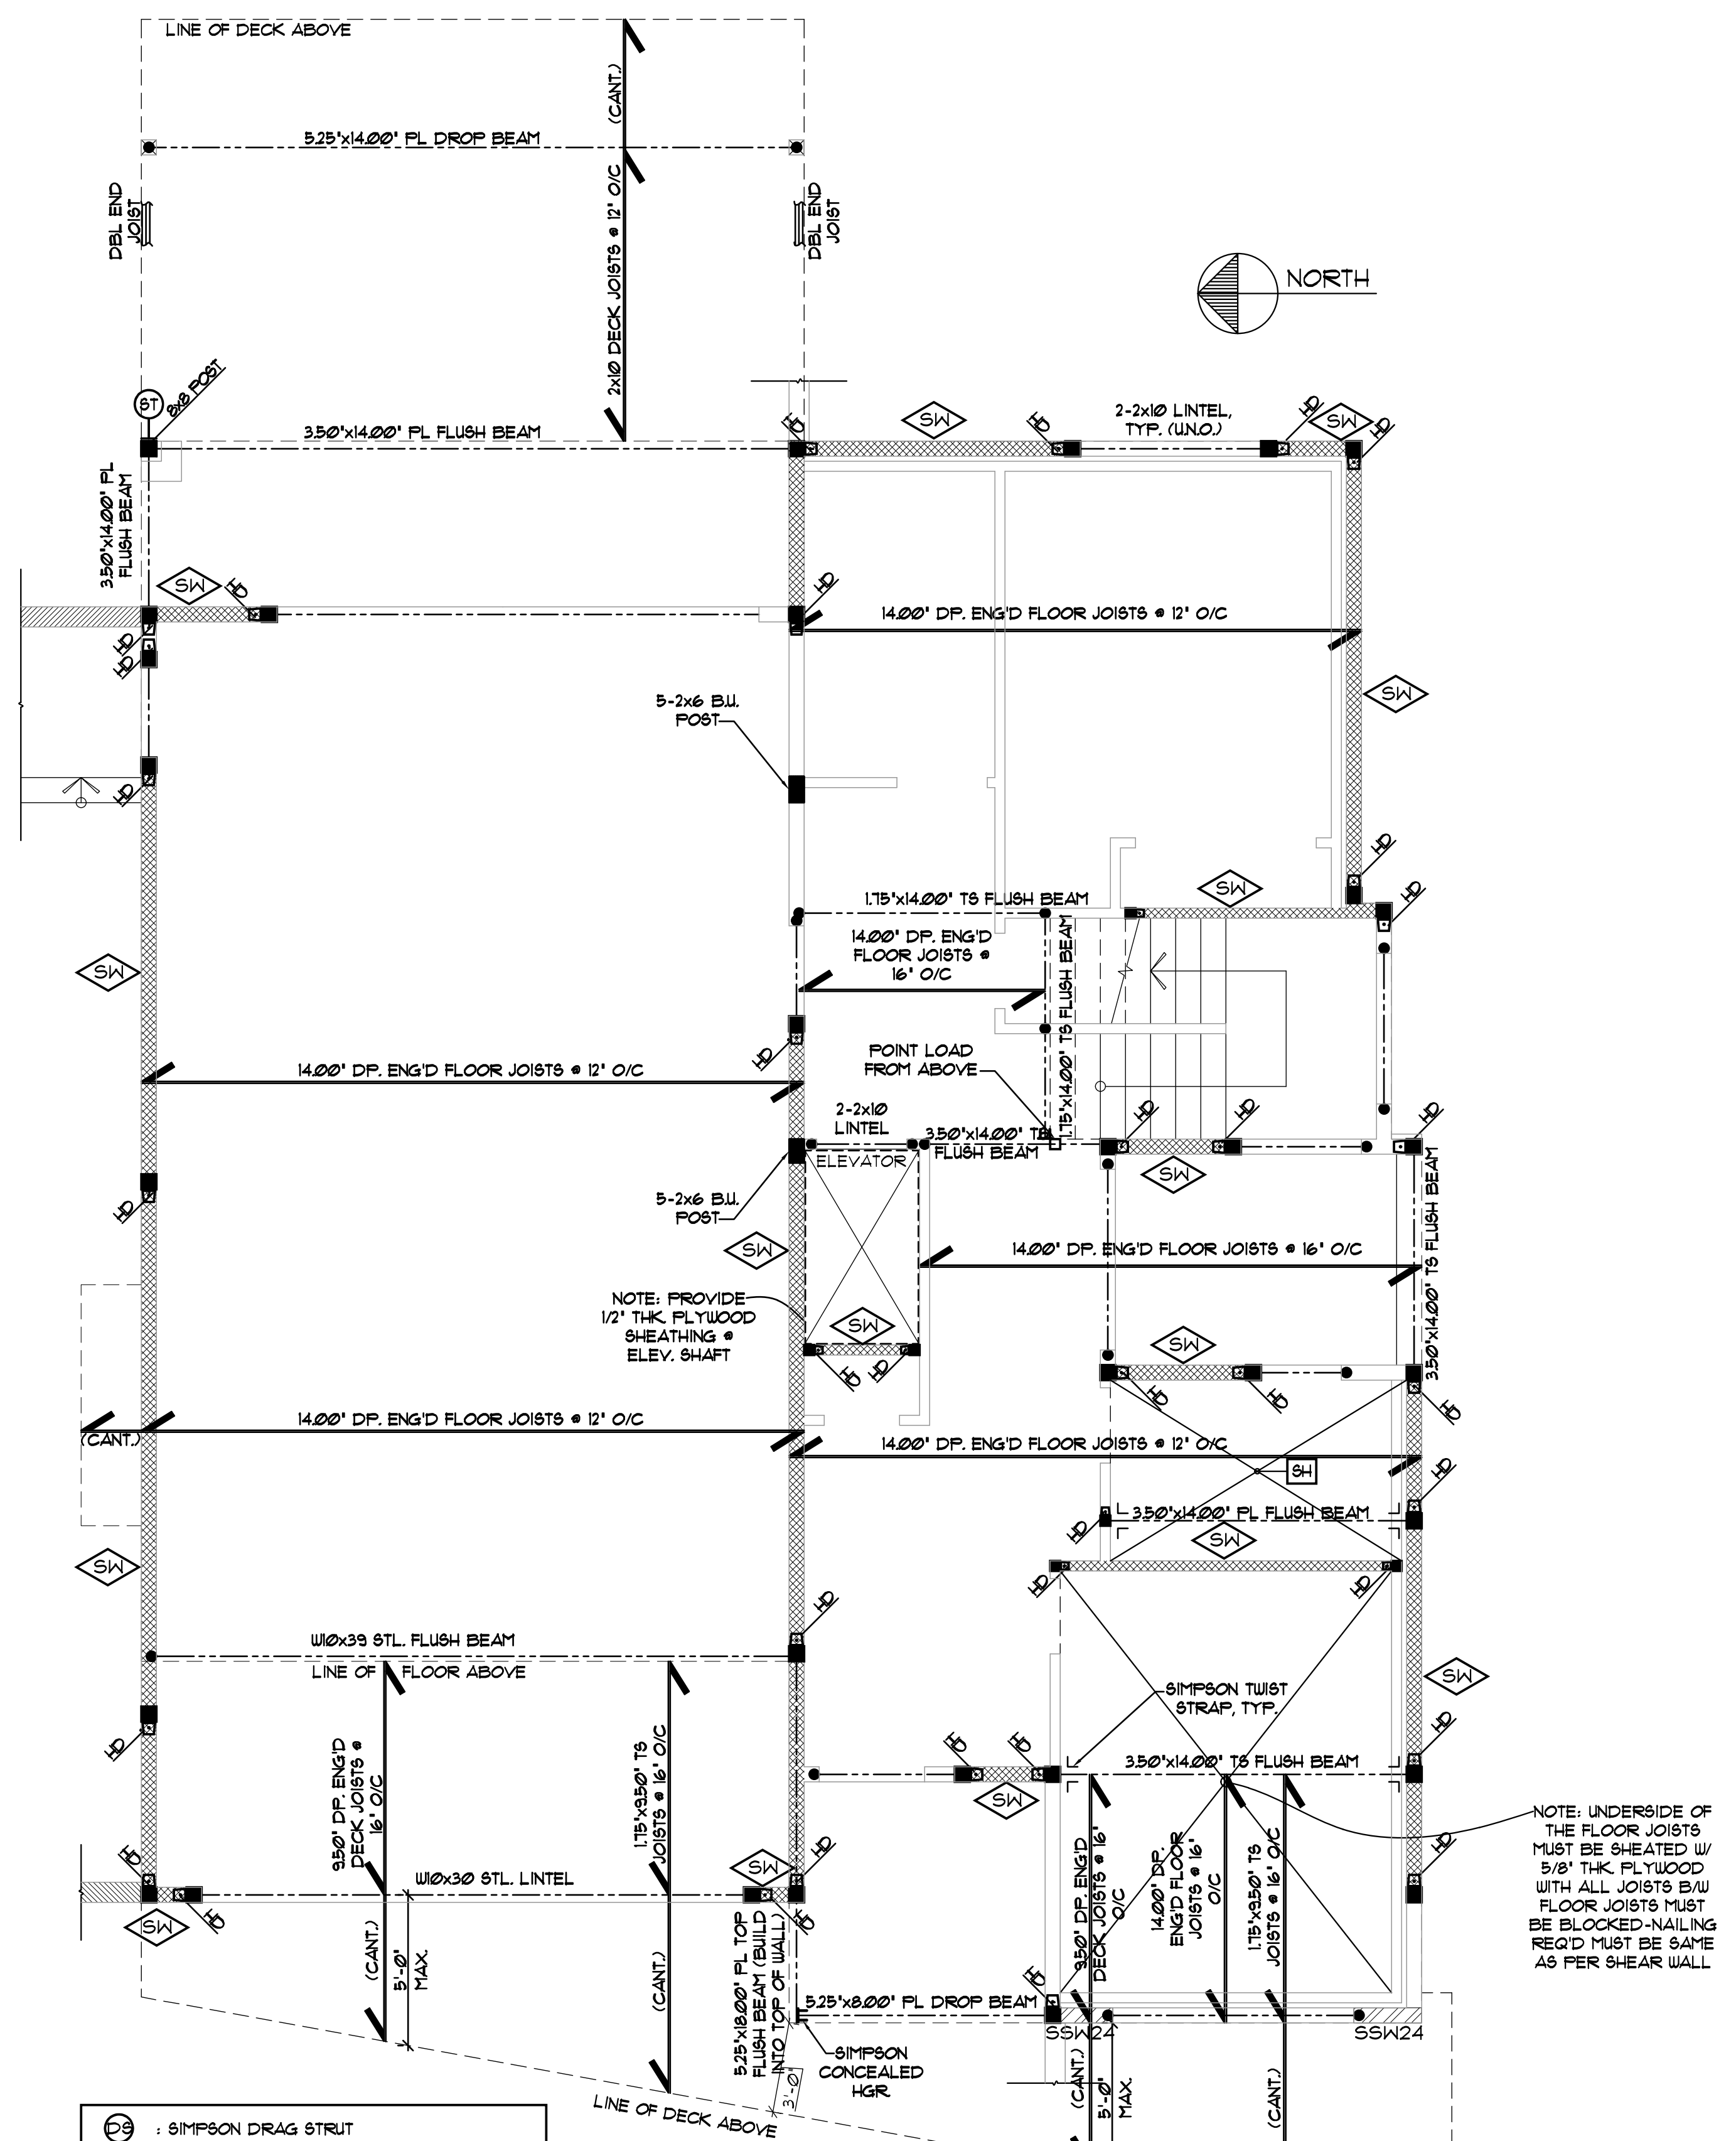 LINE OF DECK ABOVE
(CANT.)
5.25"x14.00" PL DROP BEAM
DBL END
JOIST
2x10 DECK JOISTS @ 12" O/C
DBL END
JOIST
NORTH
ST
8x8 POST
3.50"x14.00" PL FLUSH BEAM
HD
SW
HD
2-2x10 LINTEL,
TYP. (U.N.O.)
HD
SW
HD
3.50"x14.00" PL
FLUSH BEAM
SW
HD
HD
14.00" DP. ENG'D FLOOR JOISTS @ 12" O/C
HD
HD
SW
5-2x6 B.U.
POST
HD
HD
SW
HD
1.75"x14.00" TS FLUSH BEAM
14.00" DP. ENG'D
FLOOR JOISTS @
16" O/C
1.75"x14.00" TS FLUSH BEAM
SW
HD
POINT LOAD
FROM ABOVE
14.00" DP. ENG'D FLOOR JOISTS @ 12" O/C
2-2x10
LINTEL
3.50"x14.00" TS
FLUSH BEAM
HD
HD
HD
ELEVATOR
SW
5-2x6 B.U.
POST
HD
SW
14.00" DP. ENG'D FLOOR JOISTS @ 16" O/C
3.50"x14.00" TS FLUSH BEAM
NOTE: PROVIDE
1/2" THK. PLYWOOD
SHEATHING @
ELEV. SHAFT
SW
SW
HD
HD
HD
HD
HD
14.00" DP. ENG'D FLOOR JOISTS @ 12" O/C
(CANT.)
14.00" DP. ENG'D FLOOR JOISTS @ 12" O/C
SH
HD
3.50"x14.00" PL FLUSH BEAM
HD
SW
SW
HD
HD
HD
W10x39 STL. FLUSH BEAM
LINE OF FLOOR ABOVE
SW
SIMPSON TWIST
STRAP, TYP.
HD
HD
HD
HD
9.50" DP. ENG'D
DECK JOISTS @
16" O/C
1.75"x9.50" TS
JOISTS @ 16" O/C
3.50"x14.00" TS FLUSH BEAM
SW
NOTE: UNDERSIDE OF
THE FLOOR JOISTS
MUST BE SHEATED W/
5/8" THK. PLYWOOD
WITH ALL JOISTS B/W
FLOOR JOISTS MUST
BE BLOCKED-NAILING
REQ'D MUST BE SAME
AS PER SHEAR WALL
HD
SW
HD
HD
W10x30 STL. LINTEL
SW
HD
HD
9.50" DP. ENG'D
DECK JOISTS @ 16"
O/C
14.00" DP.
ENG'D FLOOR
JOISTS @ 16"
O/C
1.75"x9.50" TS
JOISTS @ 16" O/C
(CANT.)
5'-0"
MAX.
(CANT.)
5.25"x18.00" PL TOP
FLUSH BEAM (BUILD
INTO TOP OF WALL)
HD
5.25"x8.00" PL DROP BEAM
SSW24
SSW24
SIMPSON
CONCEALED
HGR.
3'-0"
(CANT.)
5'-0"
MAX.
(CANT.)
LINE OF DECK ABOVE
DS : SIMPSON DRAG STRUT